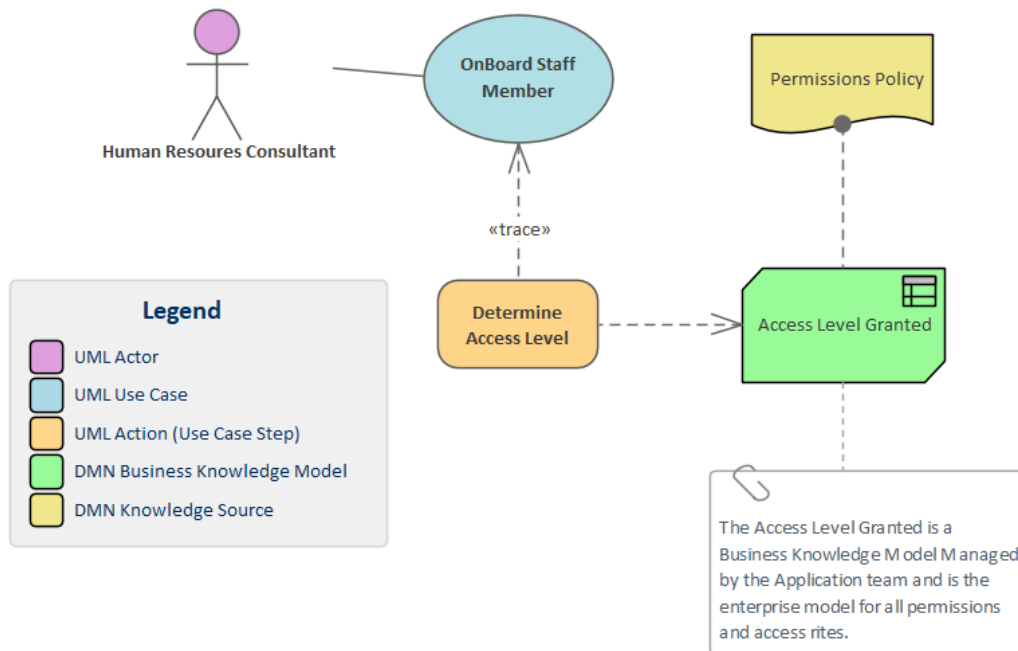 OnBoard Staff
Member
Permissions Policy
Human Resoures Consultant
«trace»
Determine
Access Level
Access Level Granted
Legend
UML Actor
UML Use Case
UML Action (Use Case Step)
DMN Business Knowledge Model
DMN Knowledge Source
The Access Level Granted is a
Business Knowledge Model Managed
by the Application team and is the
enterprise model for all permissions
and access rites.